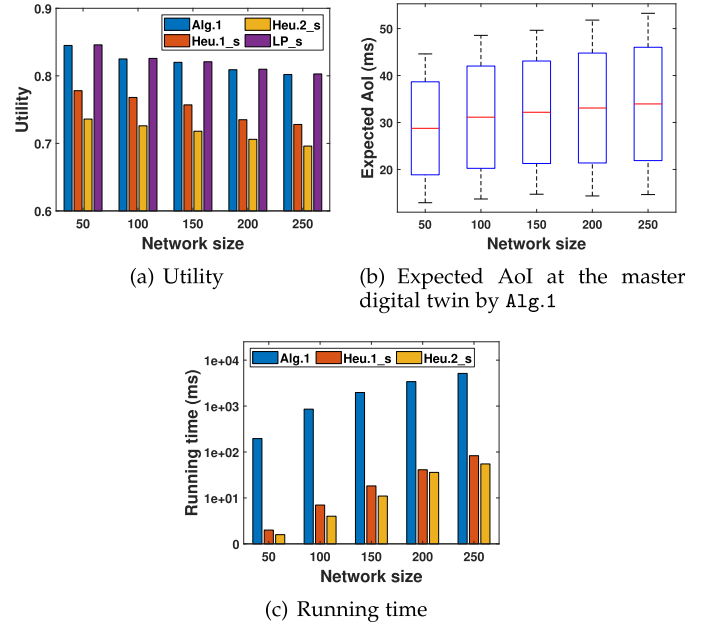 0.9
0.8
0.7
0.6
Utility
Alg.1 Heu.2_s
Heu.1_s LP_s
50 100 150 200 250
Network size
(a) Utility
50
40
30
20
Expected AoI (ms)
50 100 150 200 250
Network size
(b) Expected AoI at the master
digital twin by Alg.1
1e+04
1e+03
1e+02
1e+01
0
Running time (ms)
Alg.1 Heu.1_s Heu.2_s
50 100 150 200 250
Network size
(c) Running time